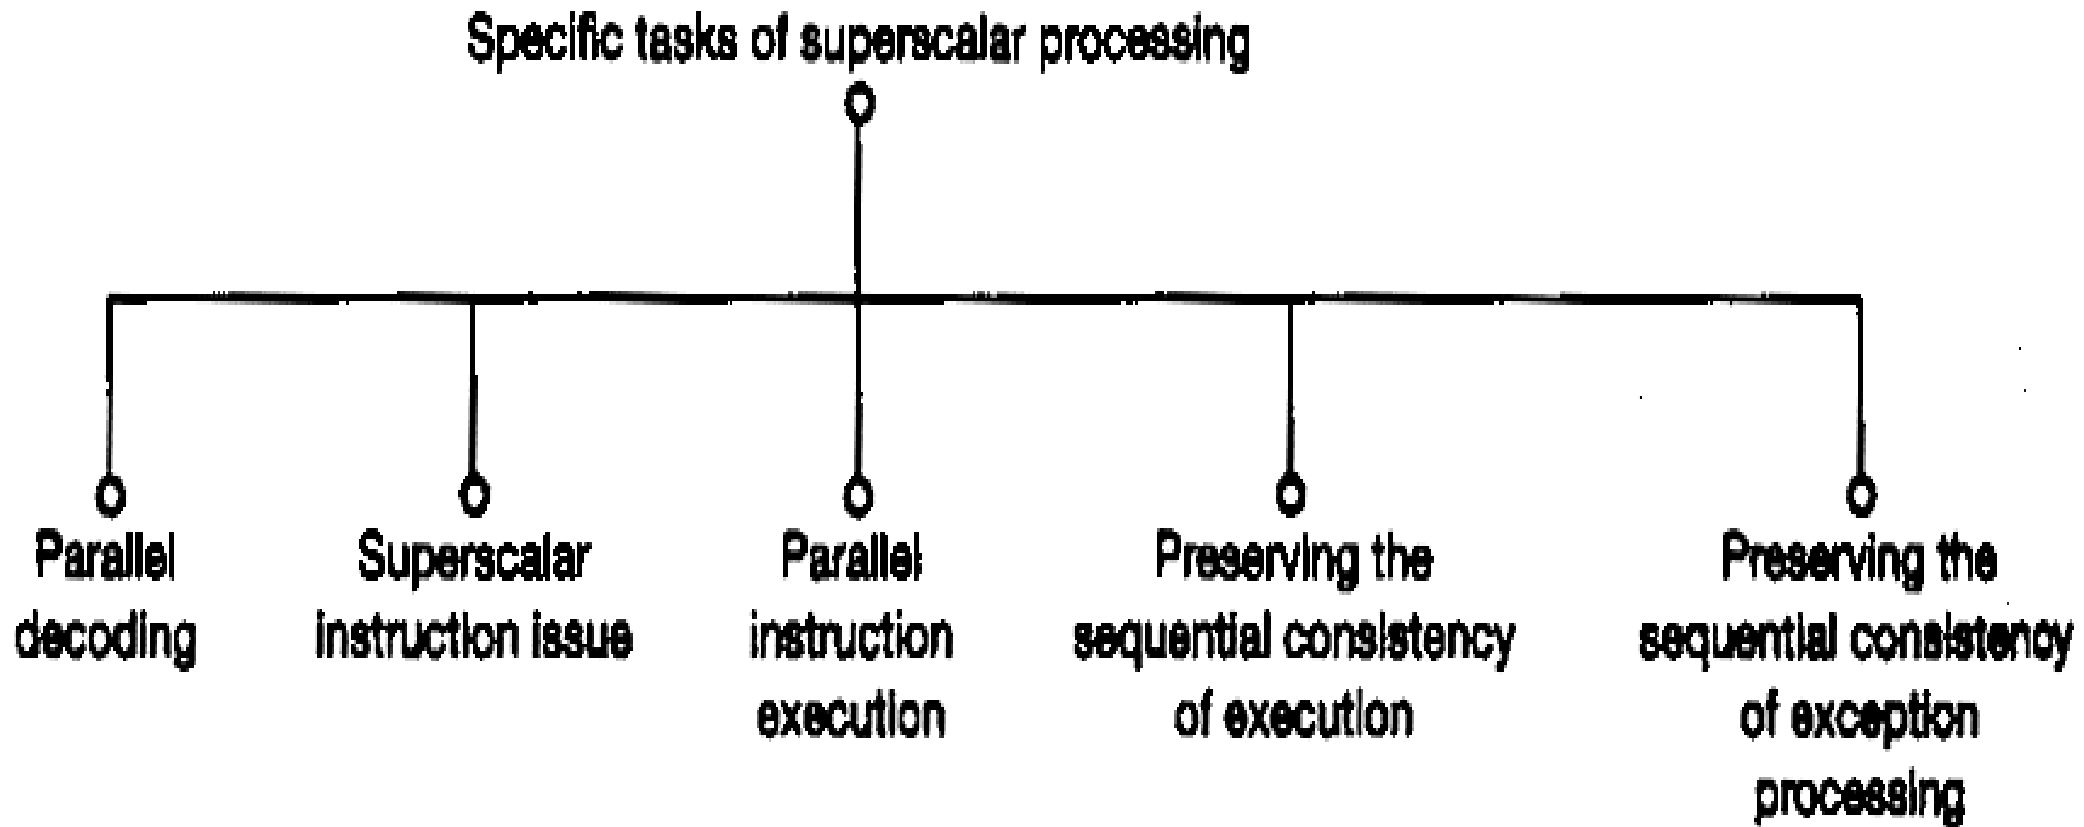 Specific tasks of superscalar processing
Parallel
decoding
Superscalar
instruction issue
Parallel
instruction
execution
Preserving the
sequential consistency
of execution
Preserving the
sequential consistency
of exception
processing